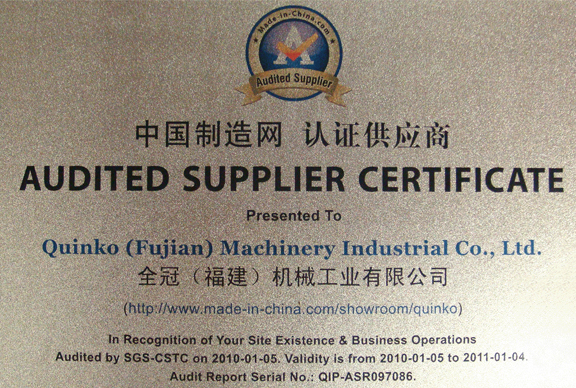 Made-in-China.com
Audited Supplier
中国制造网 认证供应商
AUDITED SUPPLIER CERTIFICATE
Presented To
Quinko (Fujian) Machinery Industrial Co., Ltd.
全冠（福建）机械工业有限公司
(http://www.made-in-china.com/showroom/quinko)
In Recognition of Your Site Existence & Business Operations
Audited by SGS-CSTC on 2010-01-05. Validity is from 2010-01-05 to 2011-01-04.
Audit Report Serial No.: QIP-ASR097086.